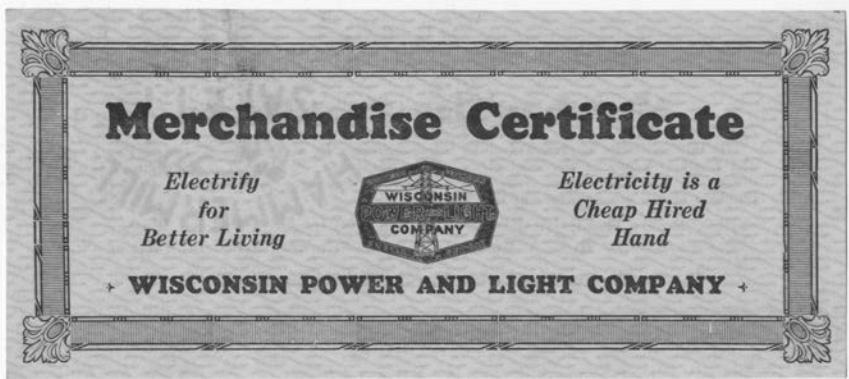 Merchandise Certificate
Electrify
for
Better Living
WISCONSIN
POWER AND LIGHT
COMPANY
Electricity is a
Cheap Hired
Hand
WISCONSIN POWER AND LIGHT COMPANY